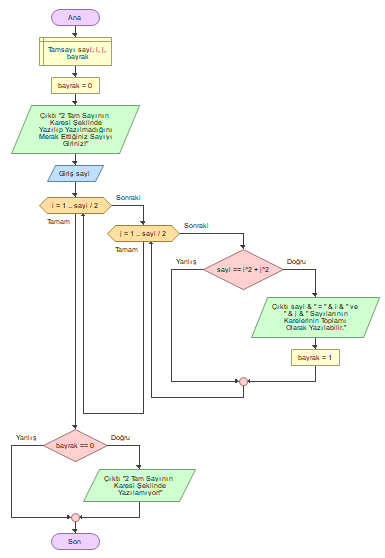 Ana
Tamsayı sayi, i, j,
bayrak
bayrak = 0
Çıktı "2 Tam Sayının
Karesi Şeklinde
Yazılıp Yazılmadığını
Merak Ettiğiniz Sayıyı
Giriniz!"
Giriş sayi
i = 1 .. sayi / 2
Sonraki
Tamam
j = 1 .. sayi / 2
Sonraki
Tamam
sayi == i^2 + j^2
Yanlış
Doğru
Çıktı sayi & " = " & i & " ve
" & j & " Sayılarının
Karelerinin Toplamı
Olarak Yazılabilir."
bayrak = 1
bayrak == 0
Yanlış
Doğru
Çıktı "2 Tam Sayının
Karesi Şeklinde
Yazılamıyor!"
Son